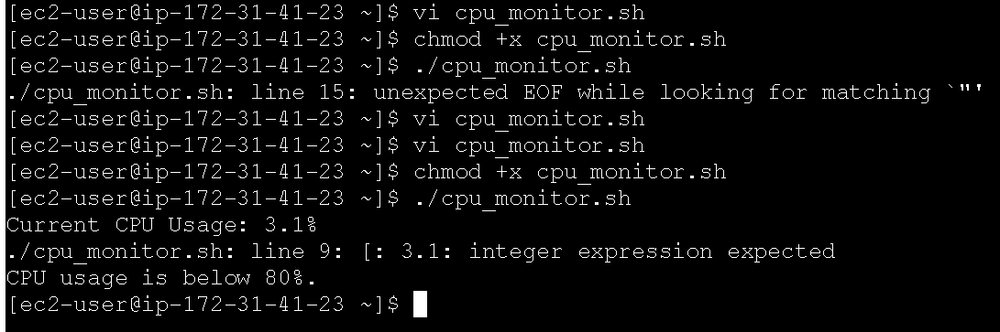 [ec2-user@ip-172-31-41-23 ~]$ vi cpu_monitor.sh
[ec2-user@ip-172-31-41-23 ~]$ chmod +x cpu_monitor.sh
[ec2-user@ip-172-31-41-23 ~]$ ./cpu_monitor.sh
./cpu_monitor.sh: line 15: unexpected EOF while looking for matching `"'
[ec2-user@ip-172-31-41-23 ~]$ vi cpu_monitor.sh
[ec2-user@ip-172-31-41-23 ~]$ vi cpu_monitor.sh
[ec2-user@ip-172-31-41-23 ~]$ chmod +x cpu_monitor.sh
[ec2-user@ip-172-31-41-23 ~]$ ./cpu_monitor.sh
Current CPU Usage: 3.1%
./cpu_monitor.sh: line 9: [: 3.1: integer expression expected
CPU usage is below 80%.
[ec2-user@ip-172-31-41-23 ~]$